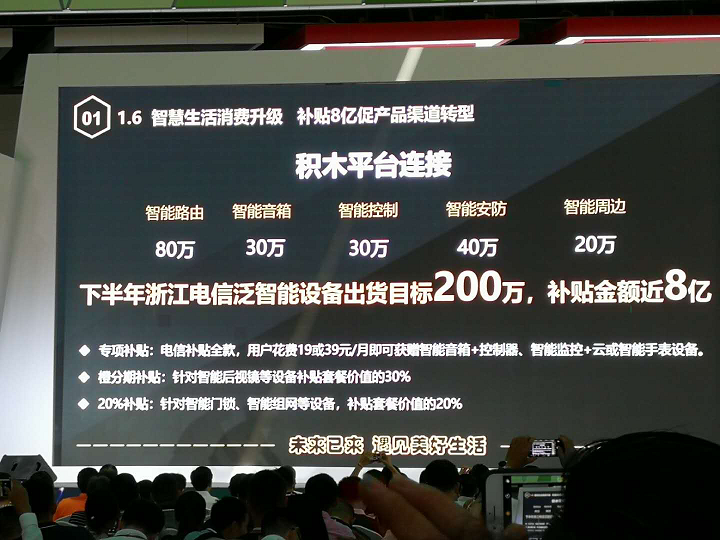 01 1.6 智慧生活消费升级 补贴8亿促产品渠道转型
积木平台连接
智能路由 智能音箱 智能控制 智能安防 智能周边
80万 30万 30万 40万 20万
下半年浙江电信泛智能设备出货目标200万，补贴金额近8亿
◆ 专项补贴：电信补贴全款，用户花费19或39元/月即可获赠智能音箱+控制器、智能监控+云或智能手表设备。
◆ 橙分期补贴：针对智能后视镜等设备补贴套餐价值的30%
◆ 20%补贴：针对智能门锁、智能组网等设备，补贴套餐价值的20%
未来已来 遇见美好生活